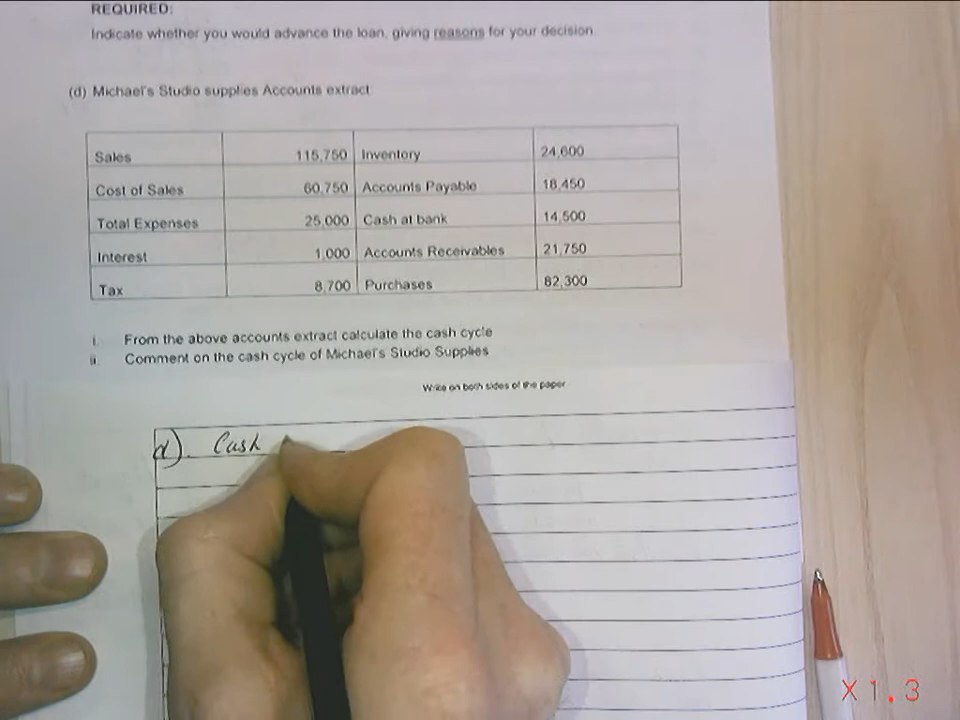 REQUIRED:
Indicate whether you would advance the loan, giving reasons for your decision
(d) Michael's Studio supplies Accounts extract
Sales 115,750 Inventory 24,600
Cost of Sales 60,750 Accounts Payable 18,450
Total Expenses 25,000 Cash at bank 14,500
Interest 1,000 Accounts Receivables 21,750
Tax 8,700 Purchases 82,300
i. From the above accounts extract calculate the cash cycle
ii. Comment on the cash cycle of Michael's Studio Supplies
Write on both sides of the paper
d). Cash
X1.3